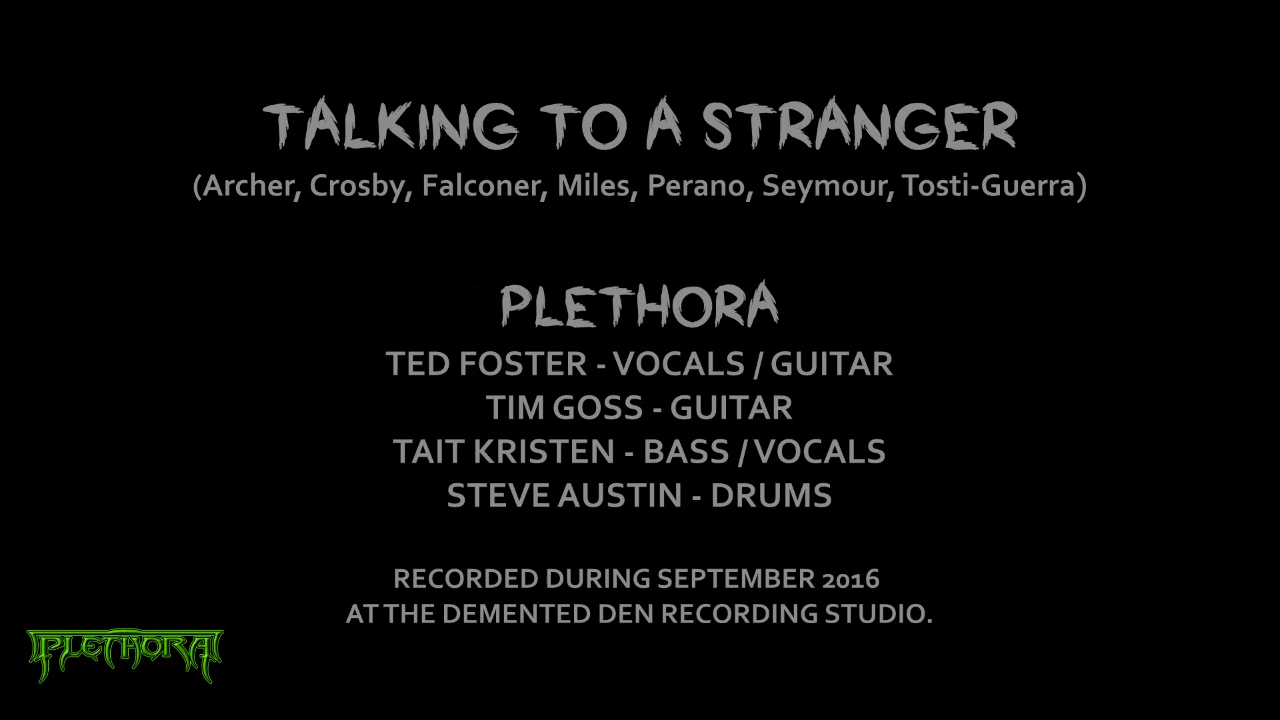 TALKING TO A STRANGER
(Archer, Crosby, Falconer, Miles, Perano, Seymour, Tosti-Guerra)
PLETHORA
TED FOSTER - VOCALS / GUITAR
TIM GOSS - GUITAR
TAIT KRISTEN - BASS / VOCALS
STEVE AUSTIN - DRUMS
RECORDED DURING SEPTEMBER 2016
AT THE DEMENTED DEN RECORDING STUDIO.
PLETHORA